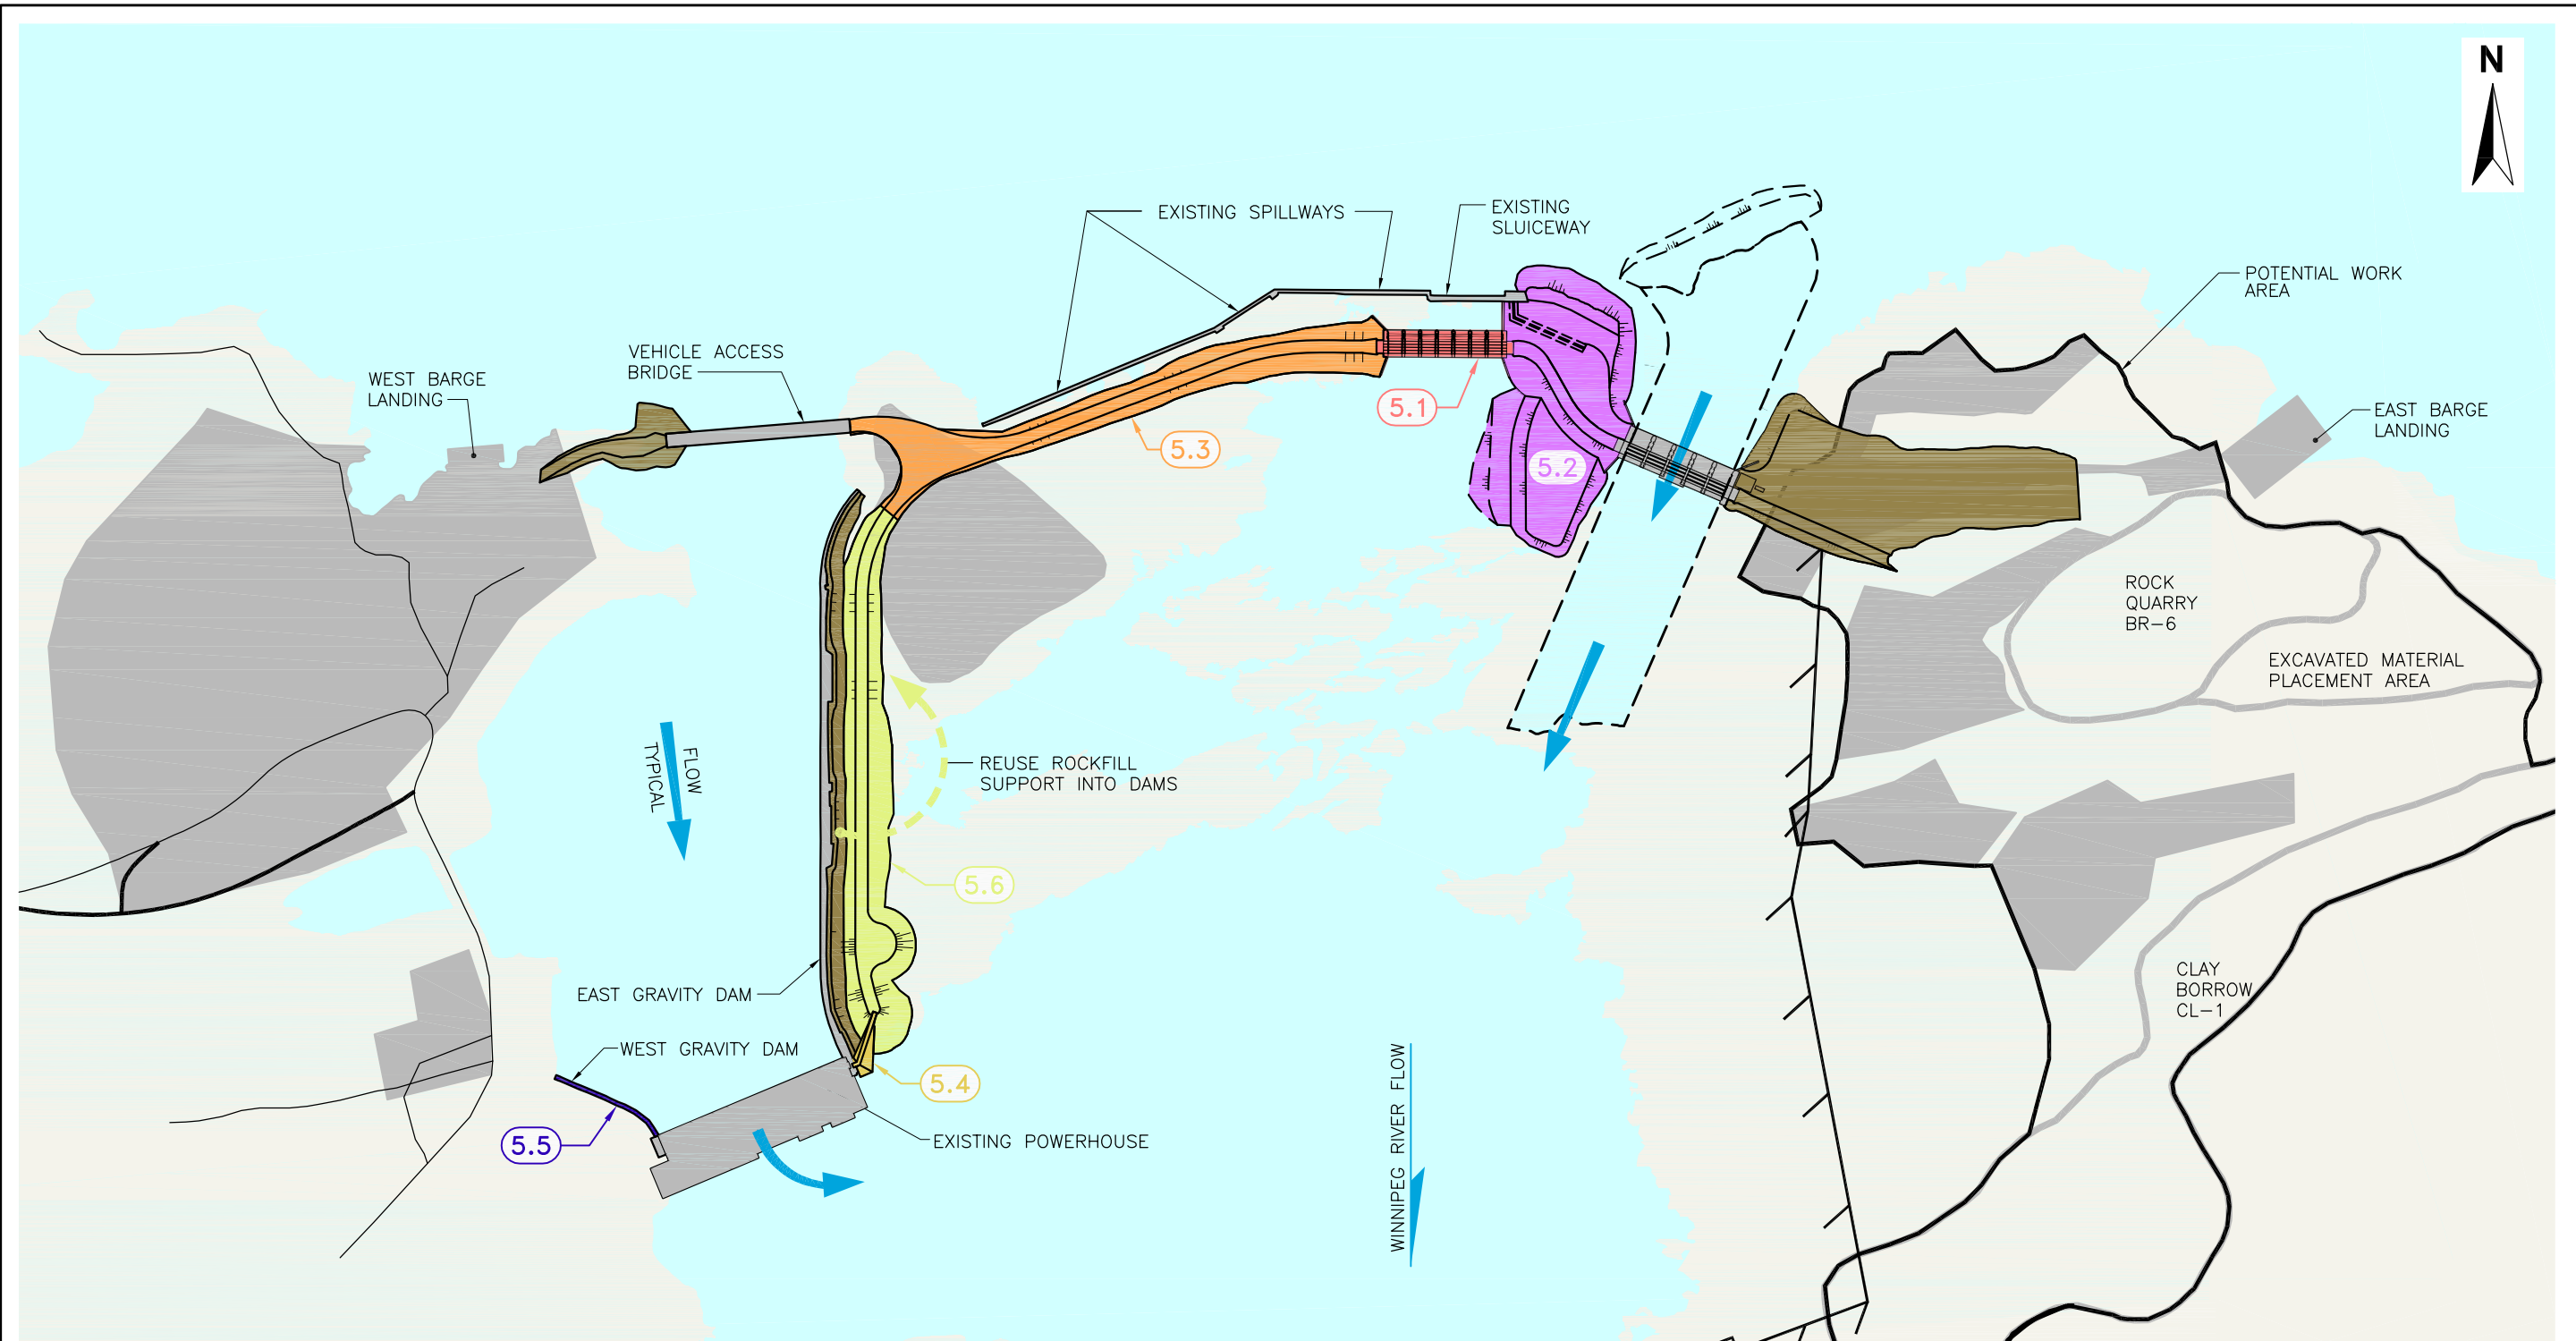 N
EXISTING SPILLWAYS
EXISTING
SLUICEWAY
POTENTIAL WORK
AREA
VEHICLE ACCESS
BRIDGE
WEST BARGE
LANDING
5.1
EAST BARGE
LANDING
5.3
5.2
ROCK
QUARRY
BR-6
EXCAVATED MATERIAL
PLACEMENT AREA
FLOW
TYPICAL
REUSE ROCKFILL
SUPPORT INTO DAMS
5.6
EAST GRAVITY DAM
CLAY
BORROW
CL-1
WEST GRAVITY DAM
5.4
5.5
EXISTING POWERHOUSE
WINNIPEG RIVER FLOW